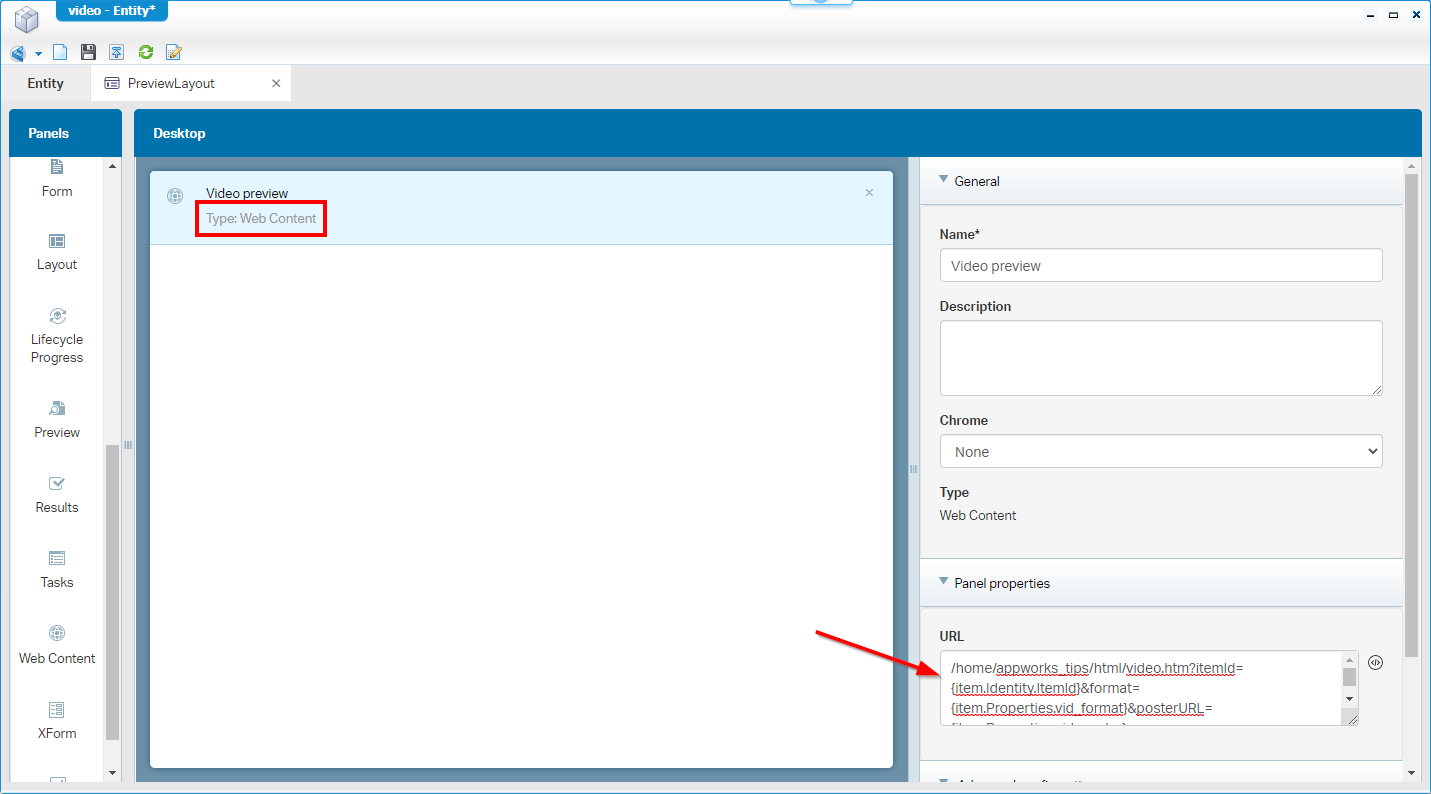 video - Entity*
Entity
PreviewLayout
Panels
Desktop
Form
Layout
Lifecycle
Progress
Preview
Results
Tasks
Web Content
XForm
Video preview
Type: Web Content
General
Name*
Video preview
Description
Chrome
None
Type
Web Content
Panel properties
URL
/home/appworks_tips/html/video.htm?itemId=
{item.Identity.ItemId}&format=
{item.Properties.vid_format}&posterURL=